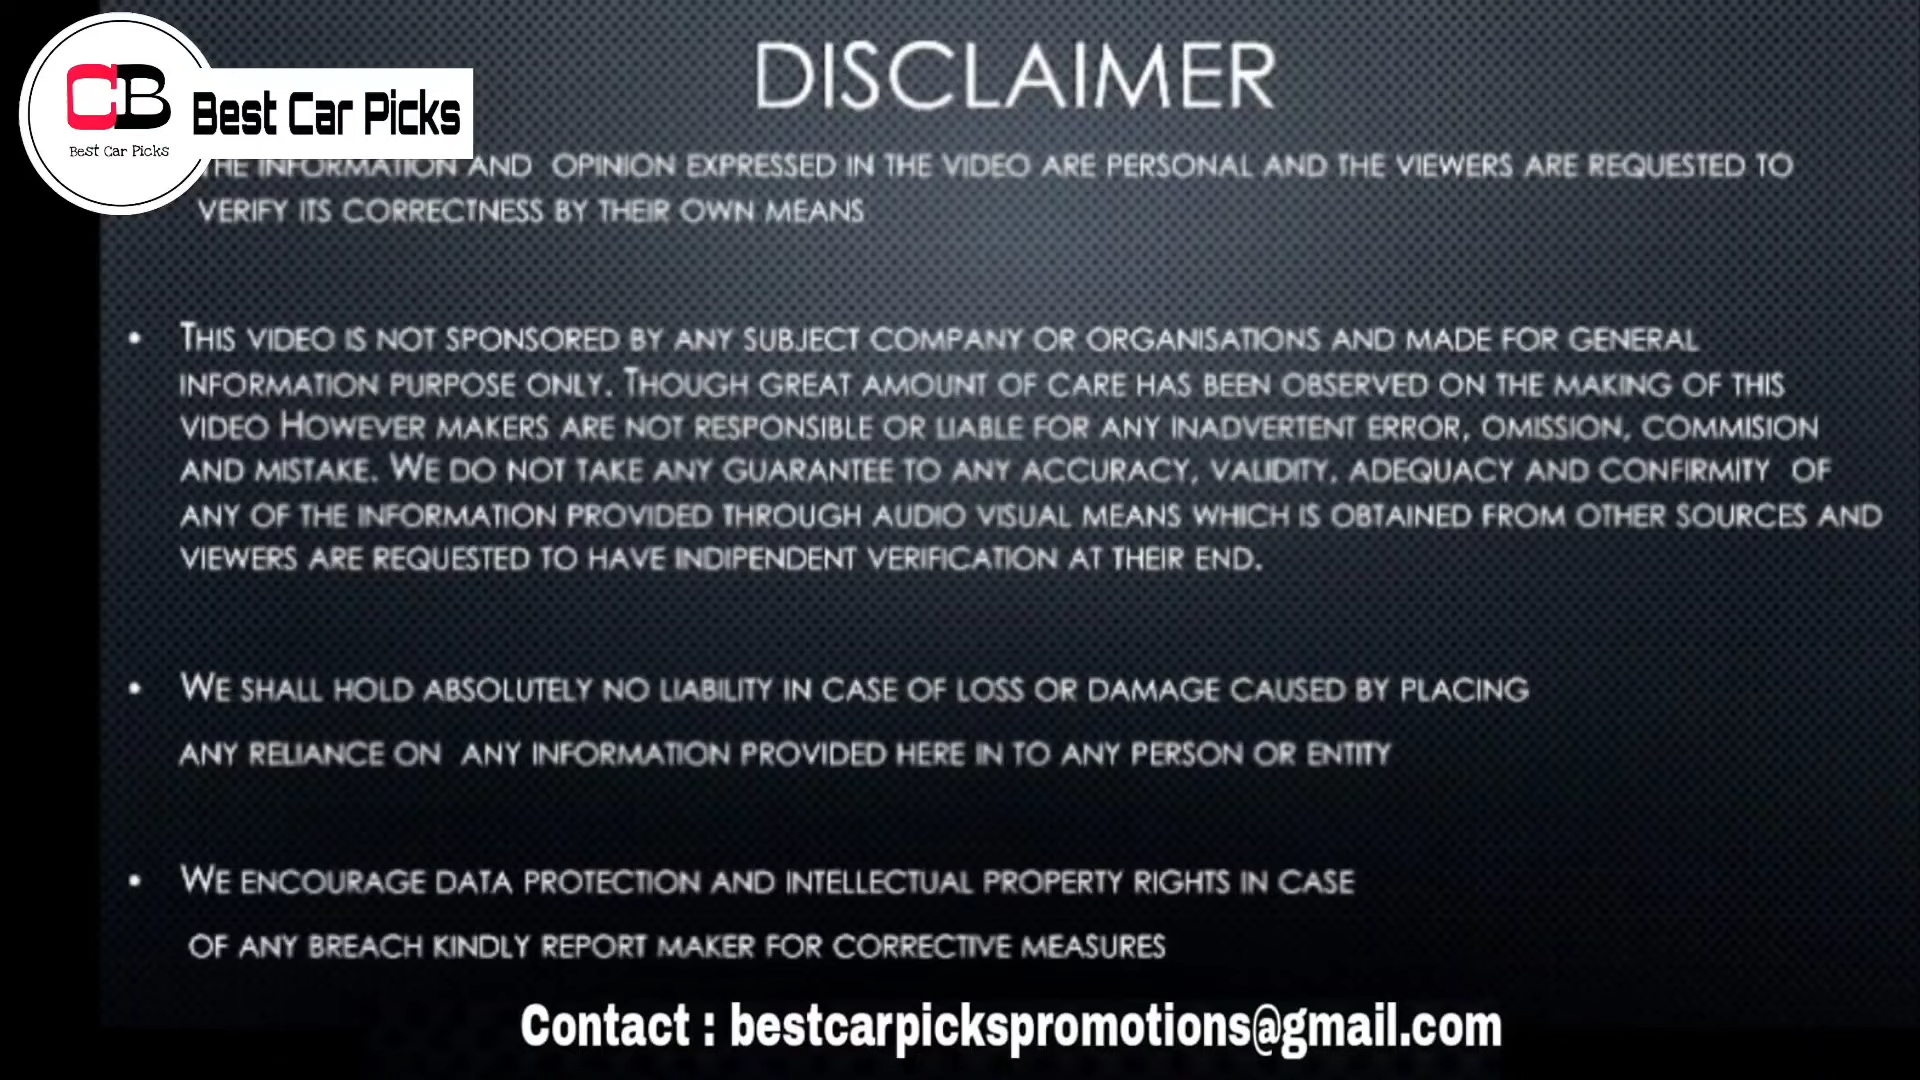 DISCLAIMER
CB
Best Car Picks
Best Car Picks
THE INFORMATION AND OPINION EXPRESSED IN THE VIDEO ARE PERSONAL AND THE VIEWERS ARE REQUESTED TO
VERIFY ITS CORRECTNESS BY THEIR OWN MEANS
• THIS VIDEO IS NOT SPONSORED BY ANY SUBJECT COMPANY OR ORGANISATIONS AND MADE FOR GENERAL
INFORMATION PURPOSE ONLY. THOUGH GREAT AMOUNT OF CARE HAS BEEN OBSERVED ON THE MAKING OF THIS
VIDEO HOWEVER MAKERS ARE NOT RESPONSIBLE OR LIABLE FOR ANY INADVERTENT ERROR, OMISSION, COMMISION
AND MISTAKE. WE DO NOT TAKE ANY GUARANTEE TO ANY ACCURACY, VALIDITY, ADEQUACY AND CONFIRMITY OF
ANY OF THE INFORMATION PROVIDED THROUGH AUDIO VISUAL MEANS WHICH IS OBTAINED FROM OTHER SOURCES AND
VIEWERS ARE REQUESTED TO HAVE INDIPENDENT VERIFICATION AT THEIR END.
• WE SHALL HOLD ABSOLUTELY NO LIABILITY IN CASE OF LOSS OR DAMAGE CAUSED BY PLACING
ANY RELIANCE ON ANY INFORMATION PROVIDED HERE IN TO ANY PERSON OR ENTITY
• WE ENCOURAGE DATA PROTECTION AND INTELLECTUAL PROPERTY RIGHTS IN CASE
OF ANY BREACH KINDLY REPORT MAKER FOR CORRECTIVE MEASURES
Contact : bestcarpickspromotions@gmail.com